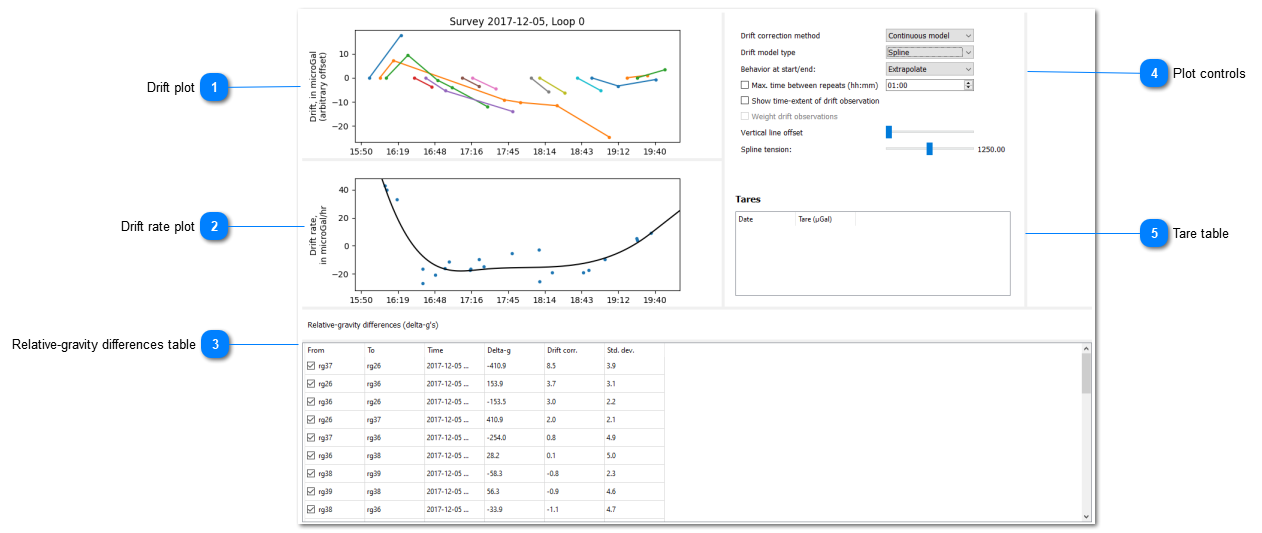 Survey 2017-12-05, Loop 0
Drift, in microGal
(arbitrary offset)
10
0
−10
−20
15:50 16:19 16:48 17:16 17:45 18:14 18:43 19:12 19:40
Drift rate,
in microGal/hr
40
20
0
−20
15:50 16:19 16:48 17:16 17:45 18:14 18:43 19:12 19:40
Drift correction method Continuous model
Drift model type Spline
Behavior at start/end: Extrapolate
Max. time between repeats (hh:mm) 01:00
Show time-extent of drift observation
Weight drift observations
Vertical line offset
Spline tension: 1250.00
Tares
Date Tare (µGal)
Relative-gravity differences (delta-g's)
From To Time Delta-g Drift corr. Std. dev.
rg37 rg26 2017-12-05 ... -410.9 8.5 3.9
rg26 rg36 2017-12-05 ... 153.9 3.7 3.1
rg36 rg26 2017-12-05 ... -153.5 3.0 2.2
rg26 rg37 2017-12-05 ... 410.9 2.0 2.1
rg37 rg36 2017-12-05 ... -254.0 0.8 4.9
rg36 rg38 2017-12-05 ... 28.2 0.1 5.0
rg38 rg39 2017-12-05 ... -58.3 -0.8 2.3
rg39 rg38 2017-12-05 ... 56.3 -0.9 4.6
rg38 rg36 2017-12-05 ... -33.9 -1.1 4.7
Drift plot 1
Drift rate plot 2
Relative-gravity differences table 3
4 Plot controls
5 Tare table